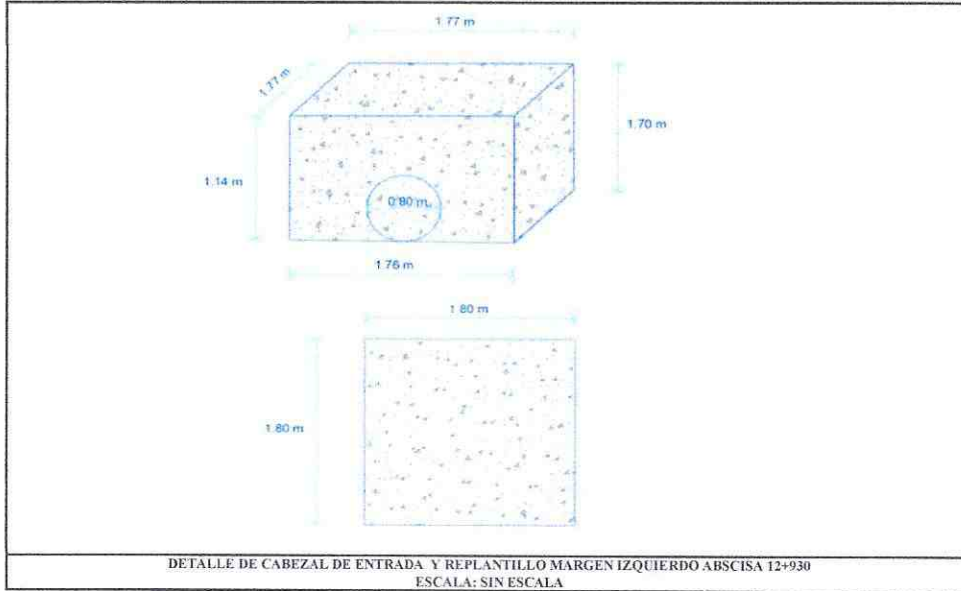 1.77 m
1.77 m
1.70 m
1.14 m
0.80 m.
1.76 m
1.80 m
1.80 m
DETALLE DE CABEZAL DE ENTRADA Y REPLANTILLO MARGEN IZQUIERDO ABSCISA 12+930
ESCALA: SIN ESCALA